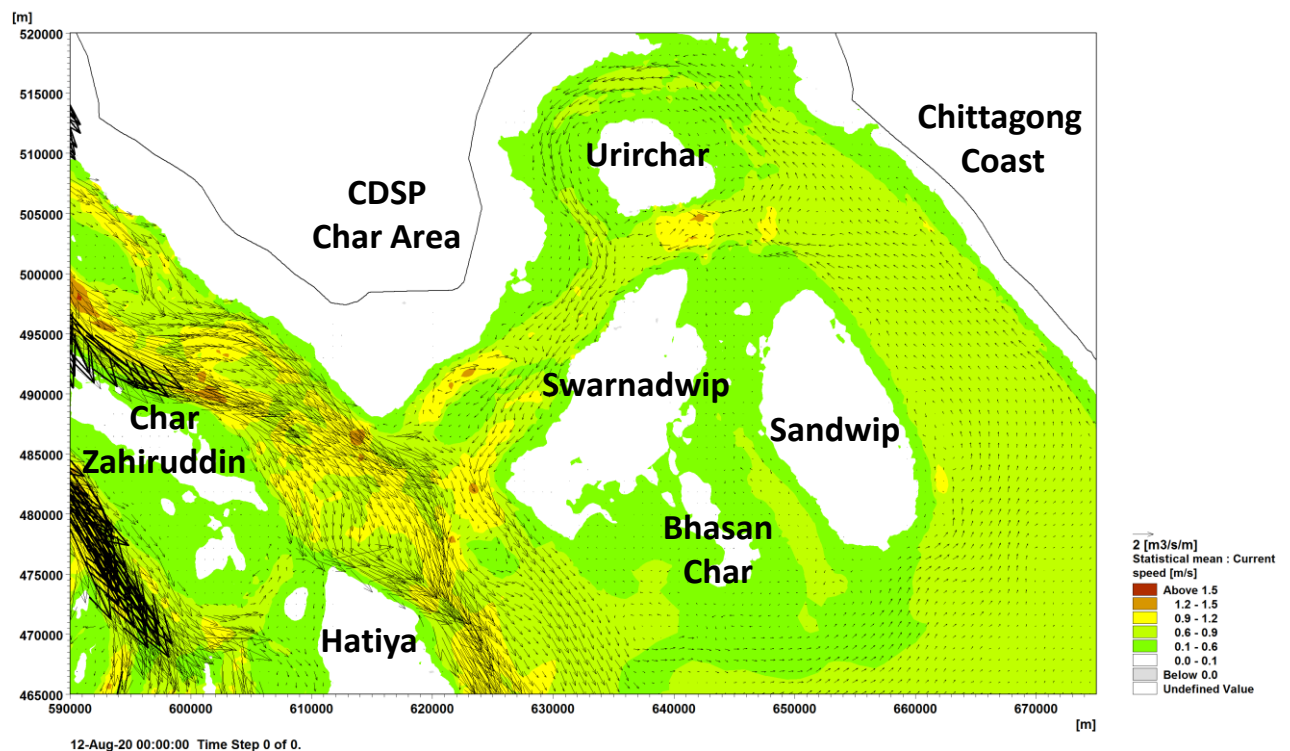 [m]
520000
515000
510000
505000
500000
495000
490000
485000
480000
475000
470000
465000
590000 600000 610000 620000 630000 640000 650000 660000 670000
[m]
Chittagong
Coast
Urirchar
CDSP
Char Area
Swarnadwip
Char
Zahiruddin
Sandwip
Bhasan
Char
Hatiya
2 [m3/s/m]
Statistical mean : Current
speed [m/s]
Above 1.5
1.2 - 1.5
0.9 - 1.2
0.6 - 0.9
0.1 - 0.6
0.0 - 0.1
Below 0.0
Undefined Value
12-Aug-20 00:00:00 Time Step 0 of 0.